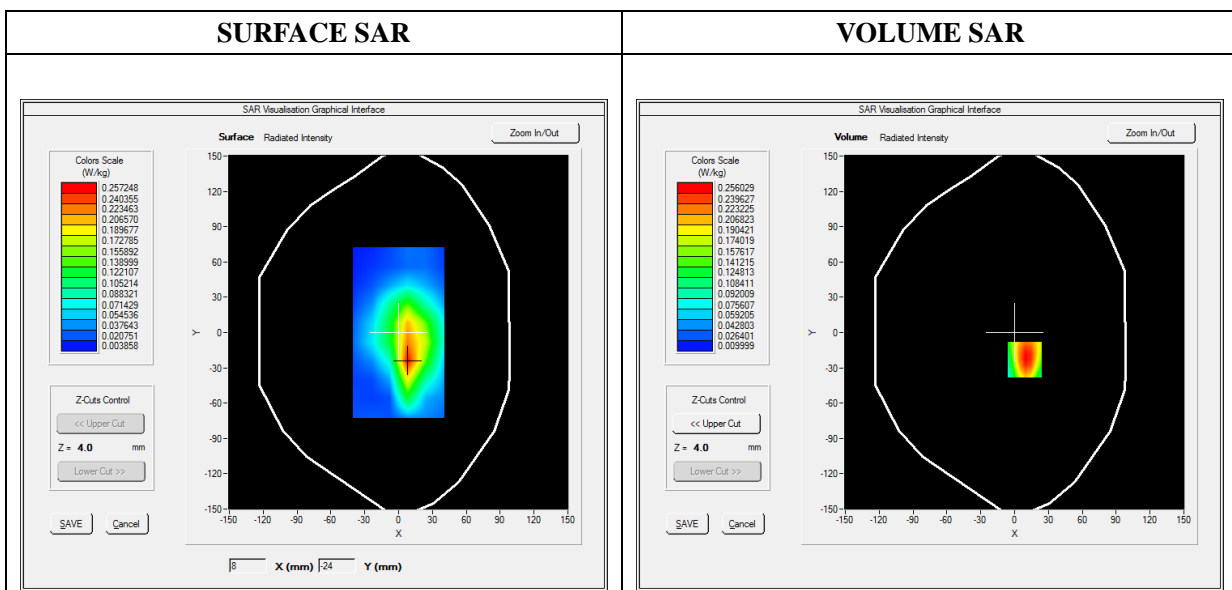 SURFACE SAR
VOLUME SAR
SAR Visualisation Graphical Interface
Surface Radiated Intensity
Zoom In/Out
Colors Scale
(W/kg)
0.257248
0.240355
0.223463
0.206570
0.189677
0.172785
0.155892
0.138999
0.122107
0.105214
0.088321
0.071429
0.054536
0.037643
0.020751
0.003858
150
120
90
60
30
0
-30
-60
-90
-120
-150
Y
-150 -120 -90 -60 -30 0 30 60 90 120 150
X
Z-Cuts Control
<< Upper Cut
Z = 4.0 mm
Lower Cut >>
SAVE Cancel
8 X (mm) -24 Y (mm)
SAR Visualisation Graphical Interface
Volume Radiated Intensity
Zoom In/Out
Colors Scale
(W/kg)
0.256029
0.239627
0.223225
0.206823
0.190421
0.174019
0.157617
0.141215
0.124813
0.108411
0.092009
0.075607
0.059205
0.042803
0.026401
0.009999
150
120
90
60
30
0
-30
-60
-90
-120
-150
Y
-150 -120 -90 -60 -30 0 30 60 90 120 150
X
Z-Cuts Control
<< Upper Cut
Z = 4.0 mm
Lower Cut >>
SAVE Cancel